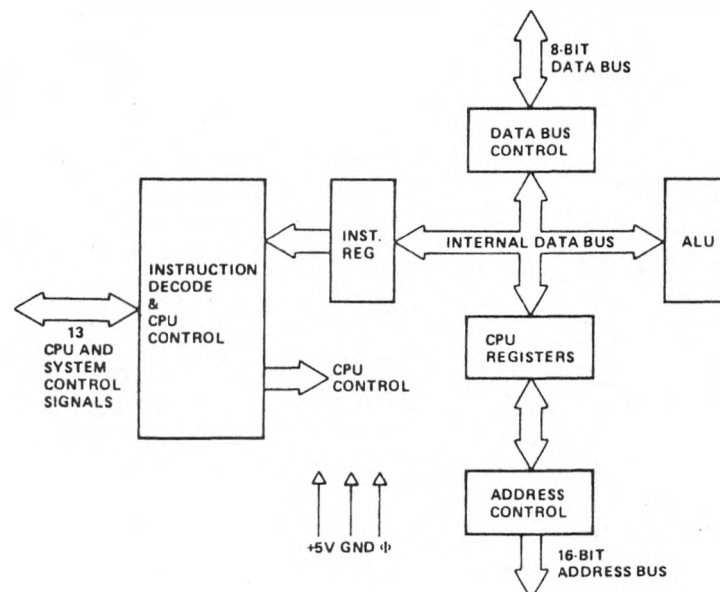 8-BIT
DATA BUS
DATA BUS
CONTROL
INST.
REG
INTERNAL DATA BUS
ALU
INSTRUCTION
DECODE
&
CPU
CONTROL
13
CPU AND
SYSTEM
CONTROL
SIGNALS
CPU
CONTROL
CPU
REGISTERS
ADDRESS
CONTROL
+5V GND Φ
16-BIT
ADDRESS BUS